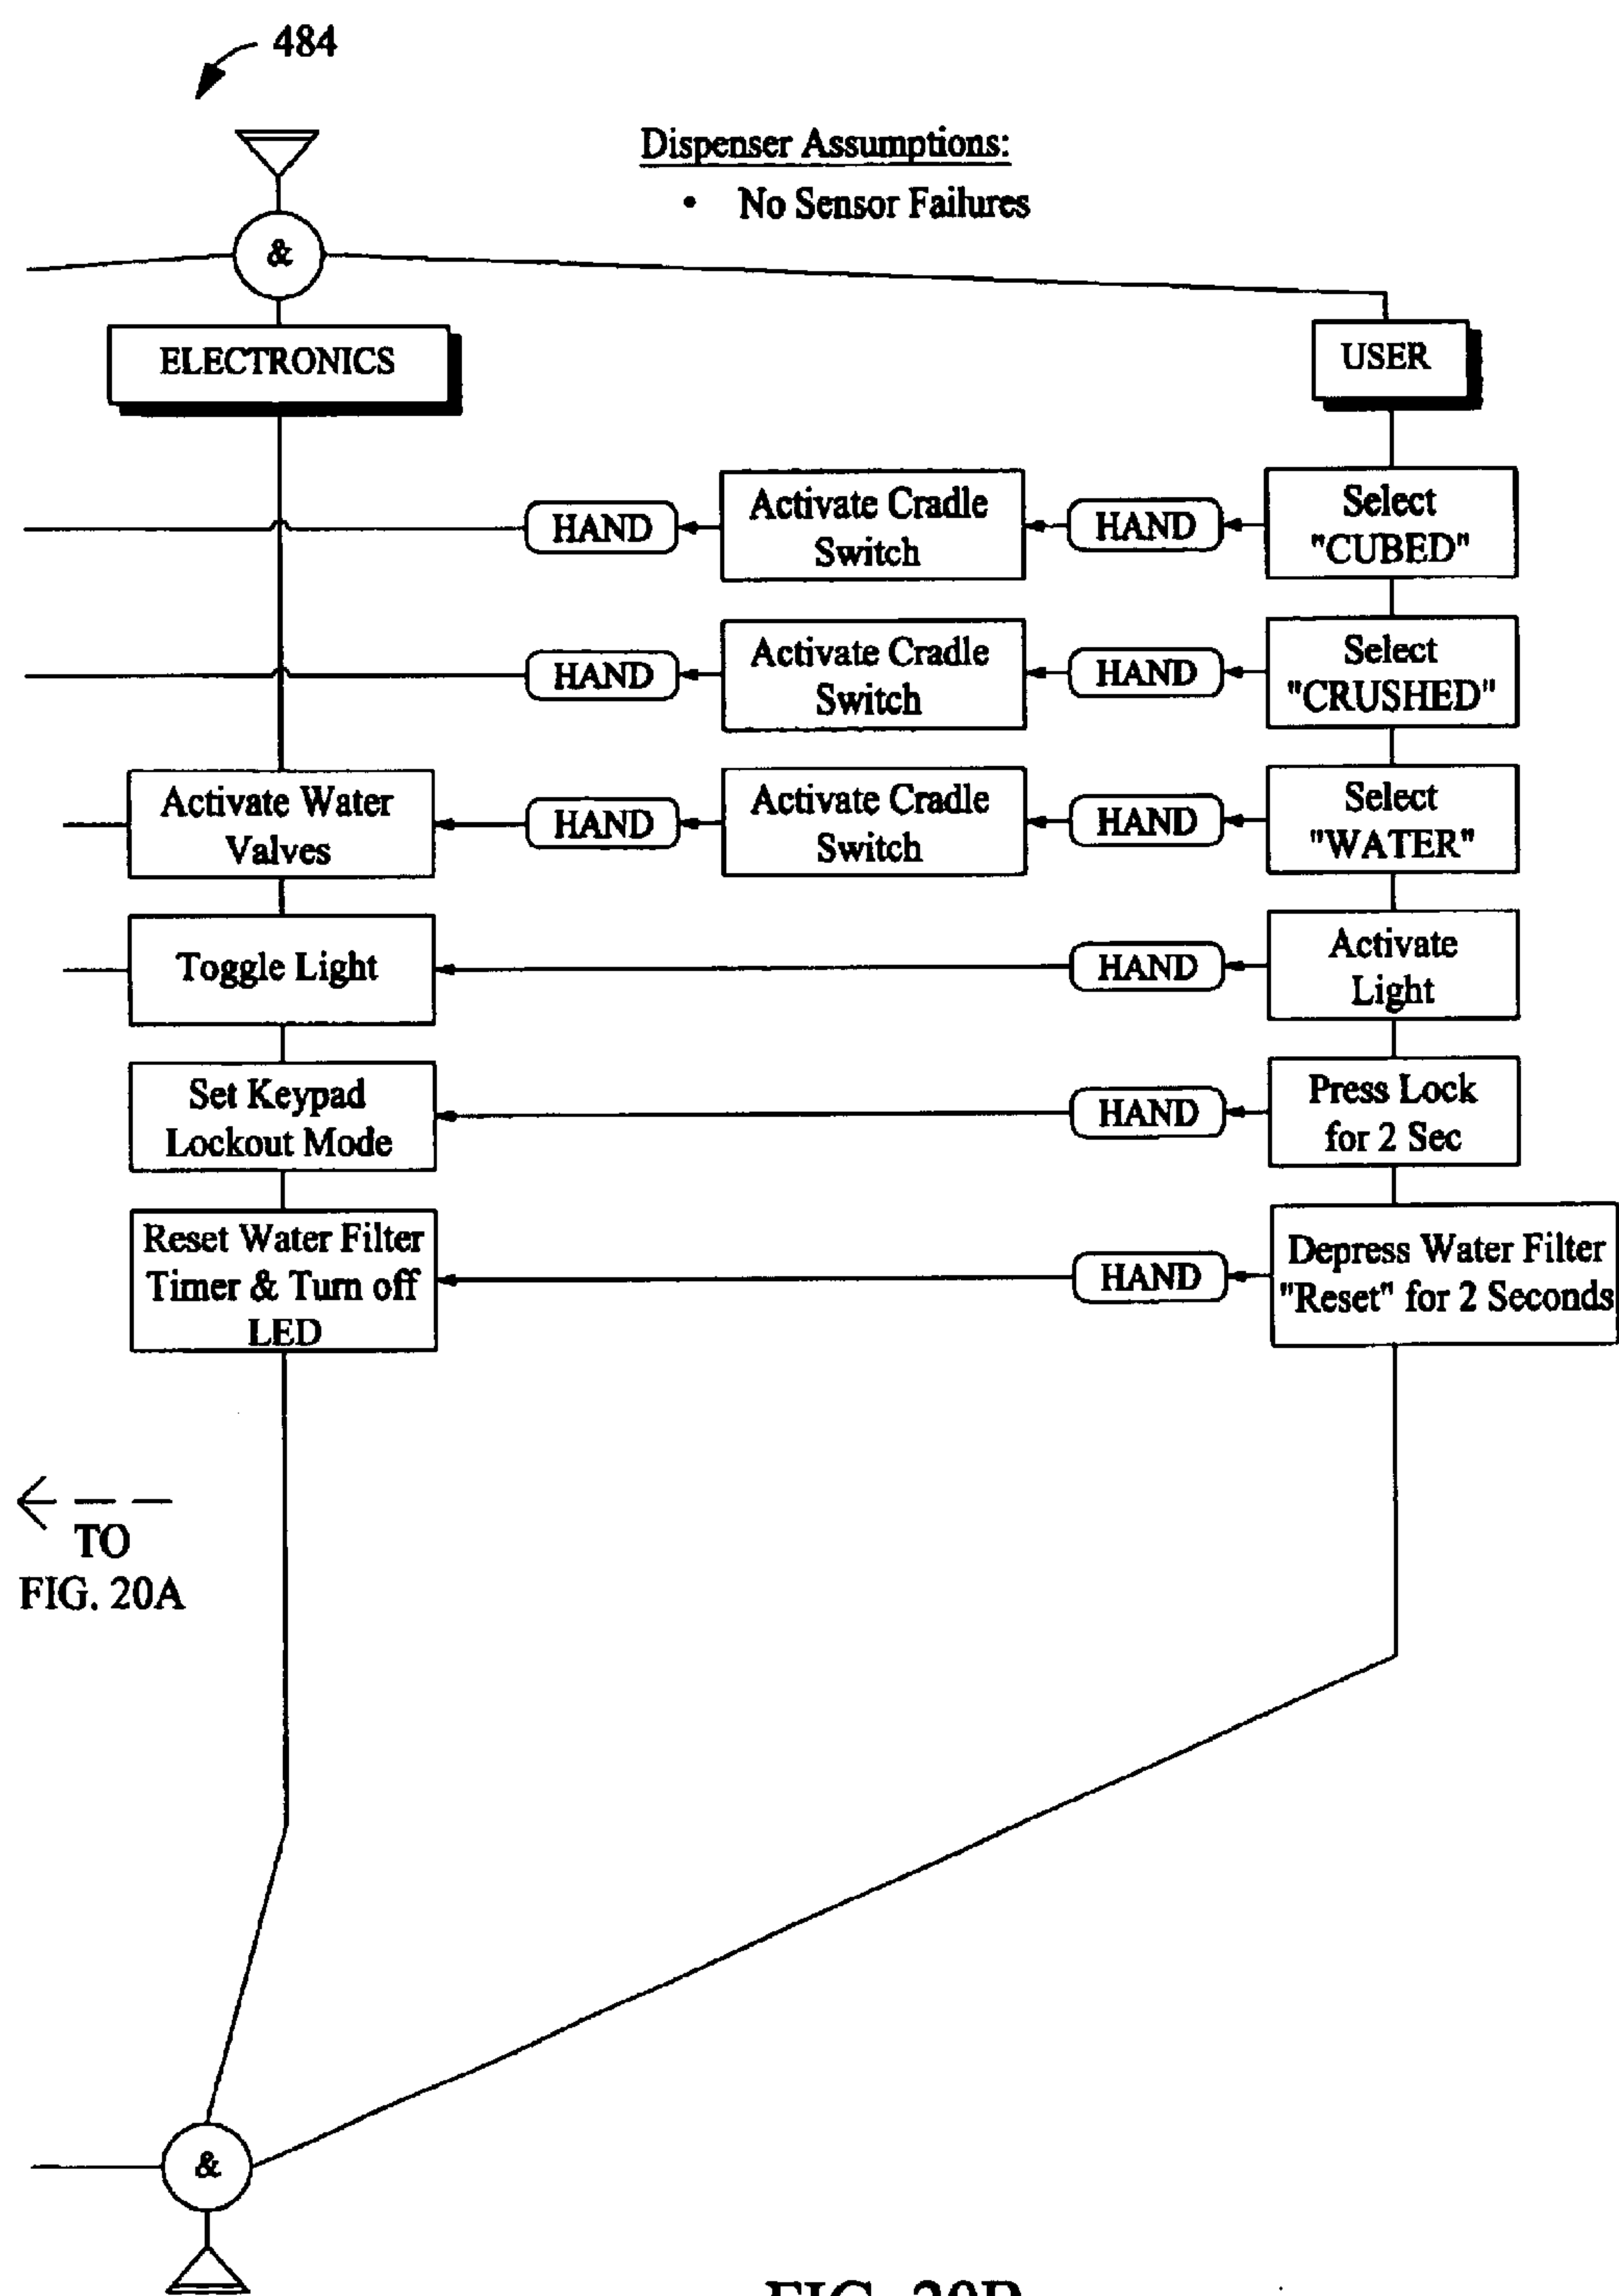 484
Dispenser Assumptions:
• No Sensor Failures
&
ELECTRONICS
USER
HAND
Activate Cradle
Switch
HAND
Select
"CUBED"
HAND
Activate Cradle
Switch
HAND
Select
"CRUSHED"
Activate Water
Valves
HAND
Activate Cradle
Switch
HAND
Select
"WATER"
Toggle Light
HAND
Activate
Light
Set Keypad
Lockout Mode
HAND
Press Lock
for 2 Sec
Reset Water Filter
Timer & Turn off
LED
HAND
Depress Water Filter
"Reset" for 2 Seconds
TO
FIG. 20A
&
FIG. 20B